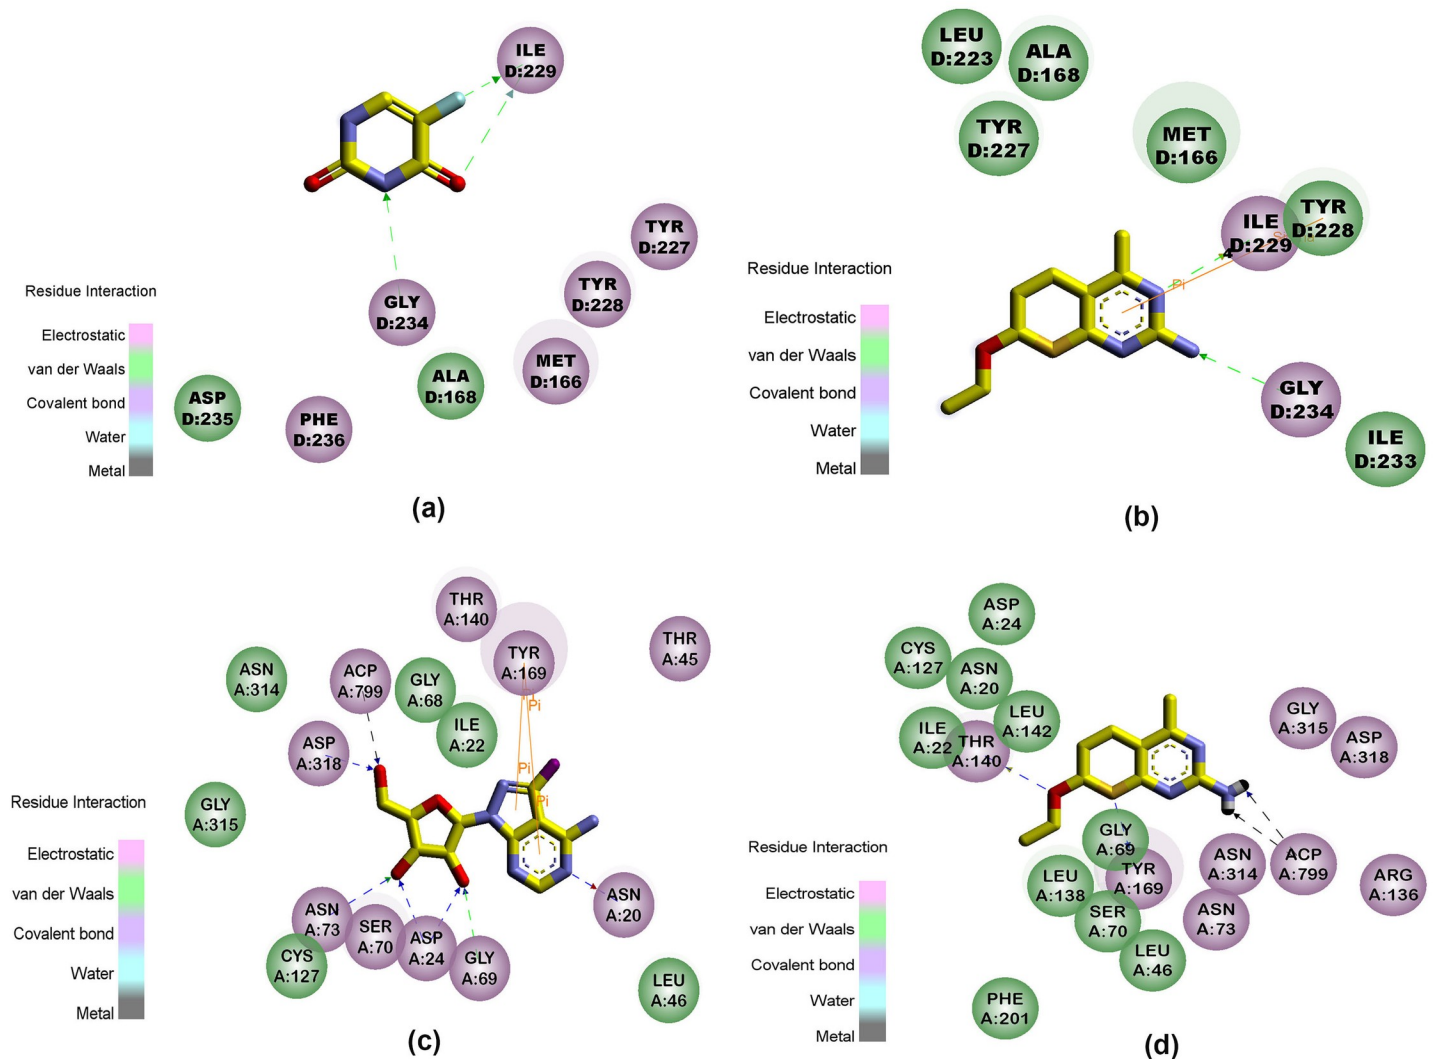 ILE
D:229
TYR
D:227
TYR
D:228
GLY
D:234
MET
D:166
ALA
D:168
ASP
D:235
PHE
D:236
Residue Interaction
Electrostatic
van der Waals
Covalent bond
Water
Metal
(a)
LEU
D:223
ALA
D:168
TYR
D:227
MET
D:166
ILE
D:229
TYR
D:228
Pi
GLY
D:234
ILE
D:233
Residue Interaction
Electrostatic
van der Waals
Covalent bond
Water
Metal
(b)
THR
A:140
TYR
A:169
THR
A:45
ASN
A:314
ACP
A:799
GLY
A:68
ILE
A:22
ASP
A:318
GLY
A:315
Pi
Pi
Pi
ASN
A:73
SER
A:70
ASP
A:24
GLY
A:69
ASN
A:20
CYS
A:127
LEU
A:46
Residue Interaction
Electrostatic
van der Waals
Covalent bond
Water
Metal
(c)
ASP
A:24
CYS
A:127
ASN
A:20
ILE
A:22
THR
A:140
LEU
A:142
GLY
A:315
ASP
A:318
GLY
A:69
LEU
A:138
TYR
A:169
SER
A:70
LEU
A:46
ASN
A:314
ASN
A:73
ACP
A:799
ARG
A:136
PHE
A:201
Residue Interaction
Electrostatic
van der Waals
Covalent bond
Water
Metal
(d)